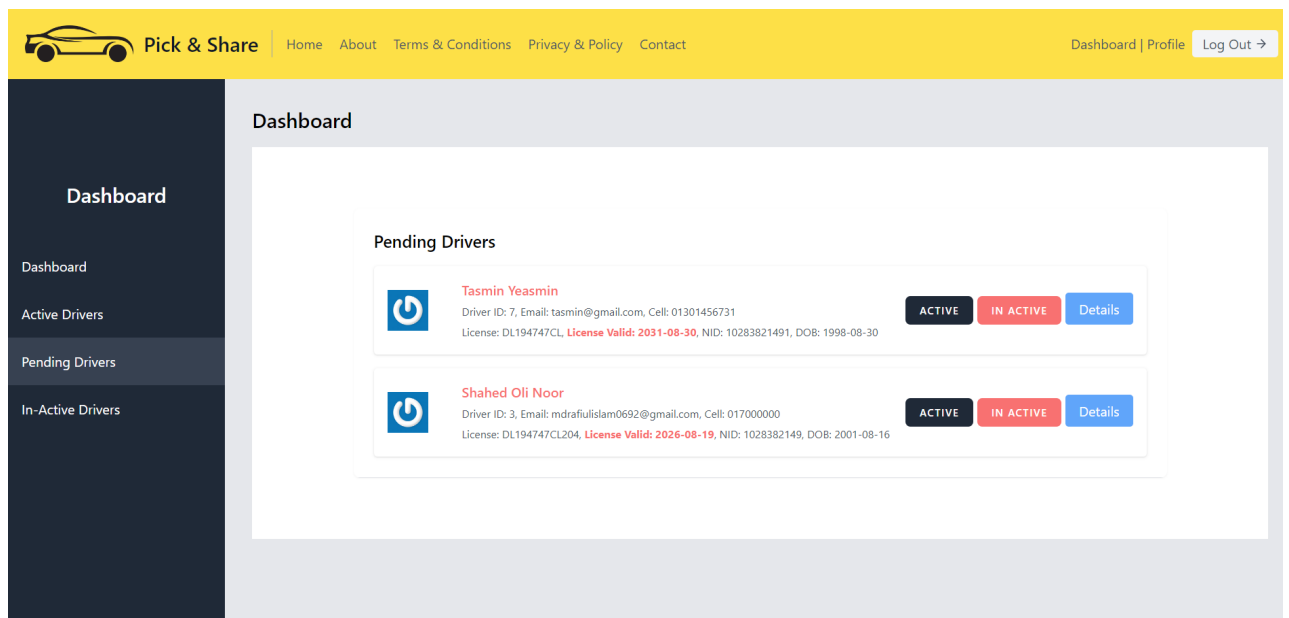 Pick & Share Home About Terms & Conditions Privacy & Policy Contact Dashboard | Profile Log Out →
Dashboard
Dashboard
Dashboard
Active Drivers
Pending Drivers
In-Active Drivers
Pending Drivers
Tasmin Yeasmin
Driver ID: 7, Email: tasmin@gmail.com, Cell: 01301456731
License: DL194747CL, License Valid: 2031-08-30, NID: 10283821491, DOB: 1998-08-30
ACTIVE IN ACTIVE Details
Shahed Oli Noor
Driver ID: 3, Email: mdrafiulislam0692@gmail.com, Cell: 017000000
License: DL194747CL204, License Valid: 2026-08-19, NID: 1028382149, DOB: 2001-08-16
ACTIVE IN ACTIVE Details